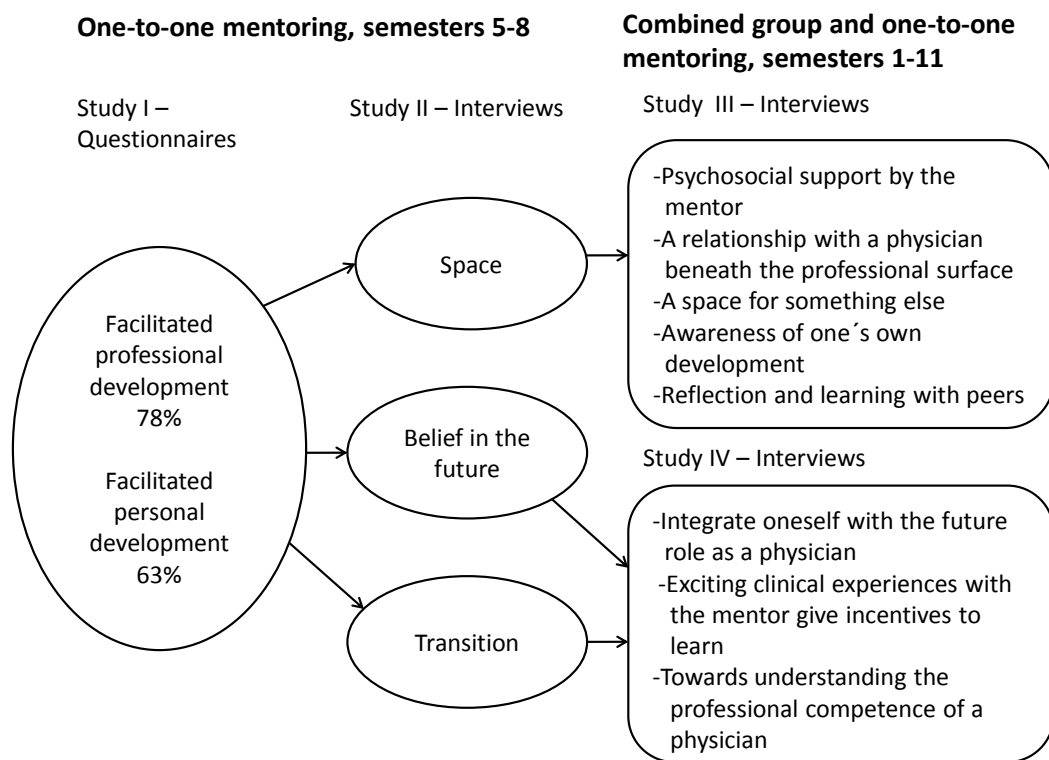 One-to-one mentoring, semesters 5-8
Combined group and one-to-one
mentoring, semesters 1-11
Study I –
Questionnaires
Study II – Interviews
Study  III – Interviews
Facilitated
professional
development
78%
Facilitated
personal
development
63%
Space
Belief in the
future
Transition
-Psychosocial support by the
mentor
-A relationship with a physician
beneath the professional surface
-A space for something else
-Awareness of one´s own
development
-Reflection and learning with peers
Study IV – Interviews
-Integrate oneself with the future
role as a physician
-Exciting clinical experiences with
the mentor give incentives to
learn
-Towards understanding the
professional competence of a
physician